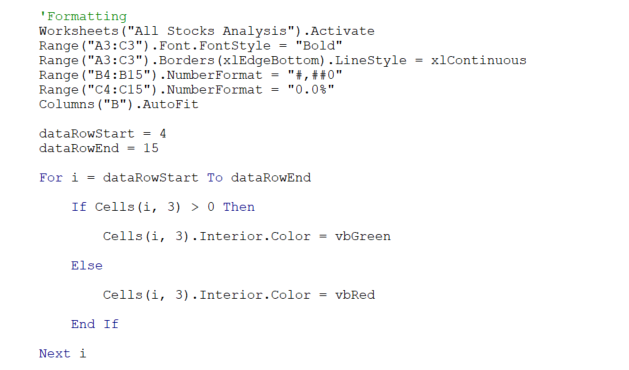 'Formatting
Worksheets("All Stocks Analysis").Activate
Range("A3:C3").Font.FontStyle = "Bold"
Range("A3:C3").Borders(xlEdgeBottom).LineStyle = xlContinuous
Range("B4:B15").NumberFormat = "#,##0"
Range("C4:C15").NumberFormat = "0.0%"
Columns("B").AutoFit
dataRowStart = 4
dataRowEnd = 15
For i = dataRowStart To dataRowEnd
If Cells(i, 3) > 0 Then
Cells(i, 3).Interior.Color = vbGreen
Else
Cells(i, 3).Interior.Color = vbRed
End If
Next i